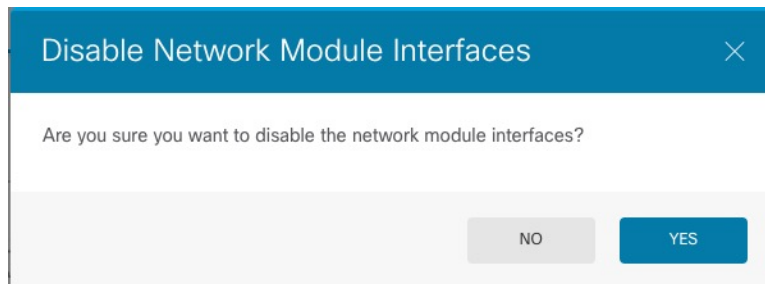 Disable Network Module Interfaces
Are you sure you want to disable the network module interfaces?
NO
YES